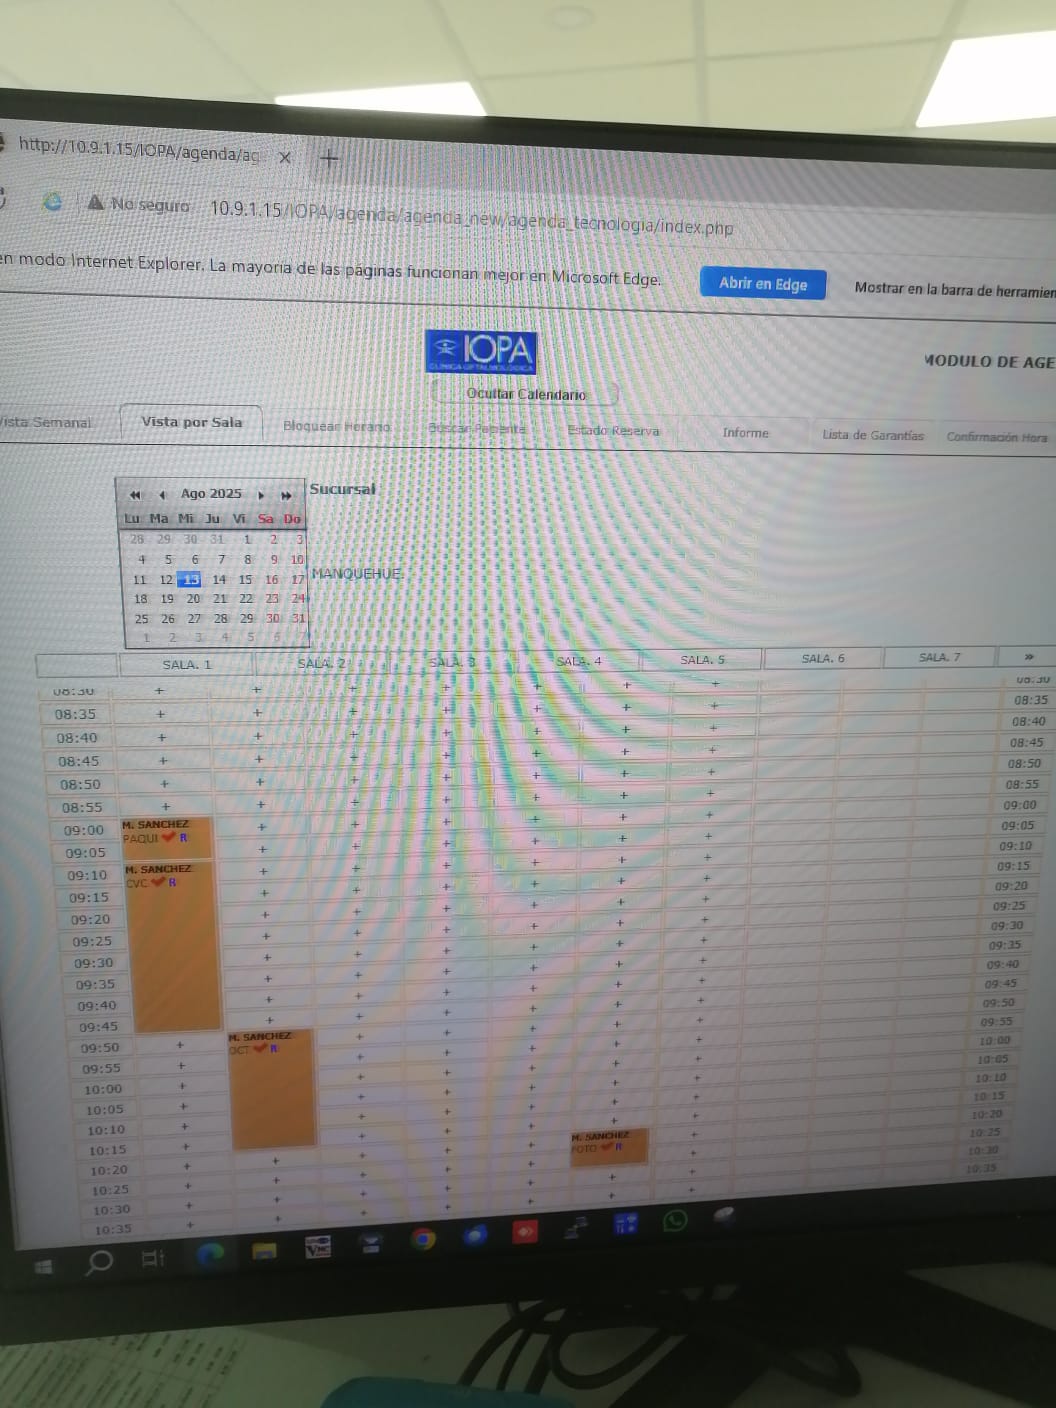 http://10.9.1.15/IOPA/agenda/ag
No seguro 10.9.1.15/IOPA/agenda/agenda_new/agenda_tecnologia/index.php
en modo Internet Explorer. La mayoría de las páginas funcionan mejor en Microsoft Edge. Abrir en Edge Mostrar en la barra de herramien
IOPA
CLINICA OFTALMOLOGICA
MODULO DE AGE
Ocultar Calendario
Vista Semanal Vista por Sala Bloquear Horario Buscar Paciente Estado Reserva Informe Lista de Garantías Confirmación Hora
Ago 2025
Lu Ma Mi Ju Vi Sa Do
28 29 30 31 1 2 3
4 5 6 7 8 9 10
11 12 13 14 15 16 17
18 19 20 21 22 23 24
25 26 27 28 29 30 31
1 2 3 4 5 6 7
Sucursal
MANQUEHUE.
SALA. 1 SALA. 2 SALA. 3 SALA. 4 SALA. 5 SALA. 6 SALA. 7 »
08:30 08:30
08:35 08:35
08:40 08:40
08:45 08:45
08:50 08:50
08:55 08:55
09:00 M. SANCHEZ 09:00
PAQUI R
09:05 09:05
09:10 M. SANCHEZ 09:10
CVC R
09:15 09:15
09:20 09:20
09:25 09:25
09:30 09:30
09:35 09:35
09:40 09:40
09:45 09:45
09:50 M. SANCHEZ 09:50
OCT R
09:55 09:55
10:00 10:00
10:05 10:05
10:10 10:10
10:15 M. SANCHEZ 10:15
FOTO R
10:20 10:20
10:25 10:25
10:30 10:30
10:35 10:35
VNC